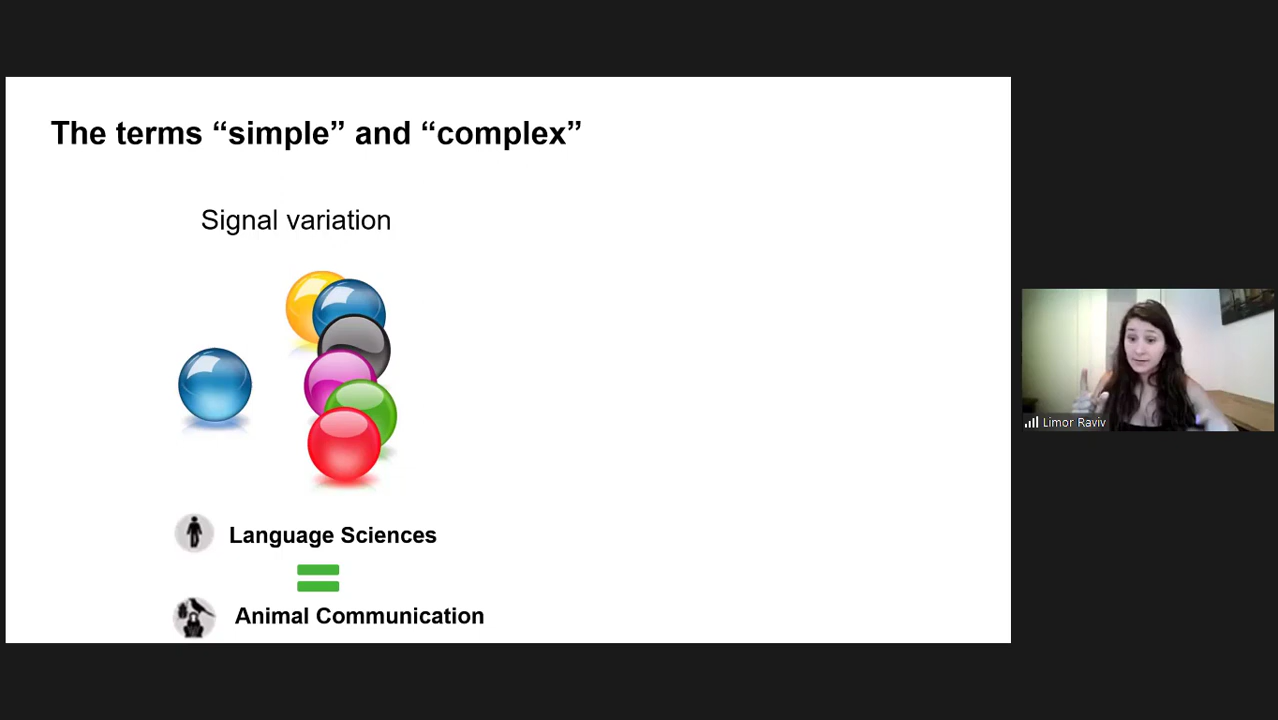 The terms “simple” and “complex”
Signal variation
Limor Raviv
Language Sciences
Animal Communication